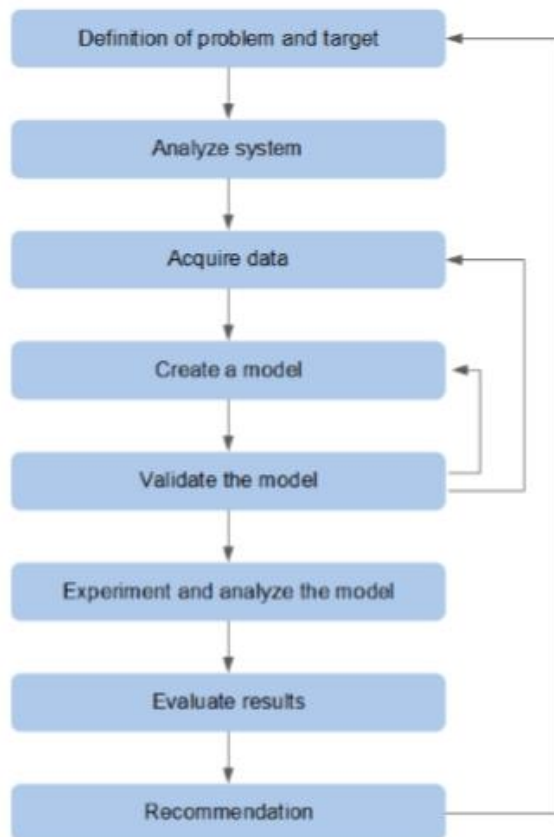 Definition of problem and target
Analyze system
Acquire data
Create a model
Validate the model
Experiment and analyze the model
Evaluate results
Recommendation